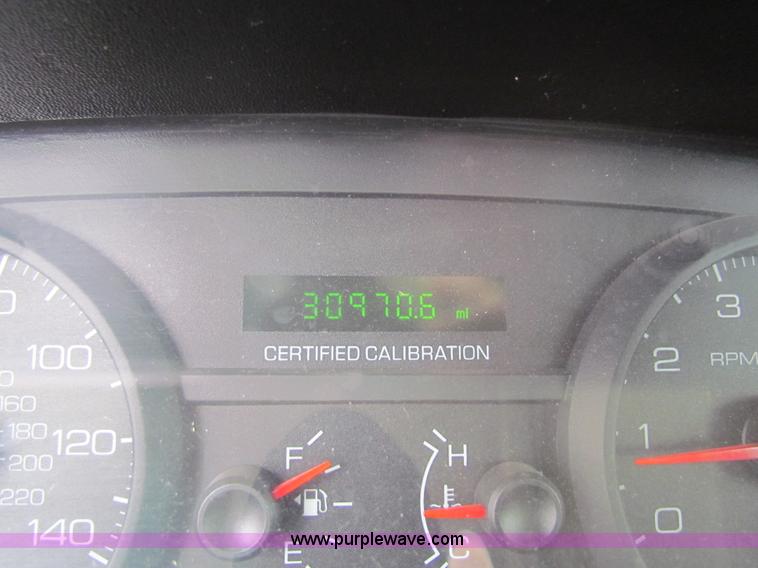 30970.6 mi
CERTIFIED CALIBRATION
100
120
140
160
180
200
220
F
E
H
C
3
2
RPM
1
0
www.purplewave.com